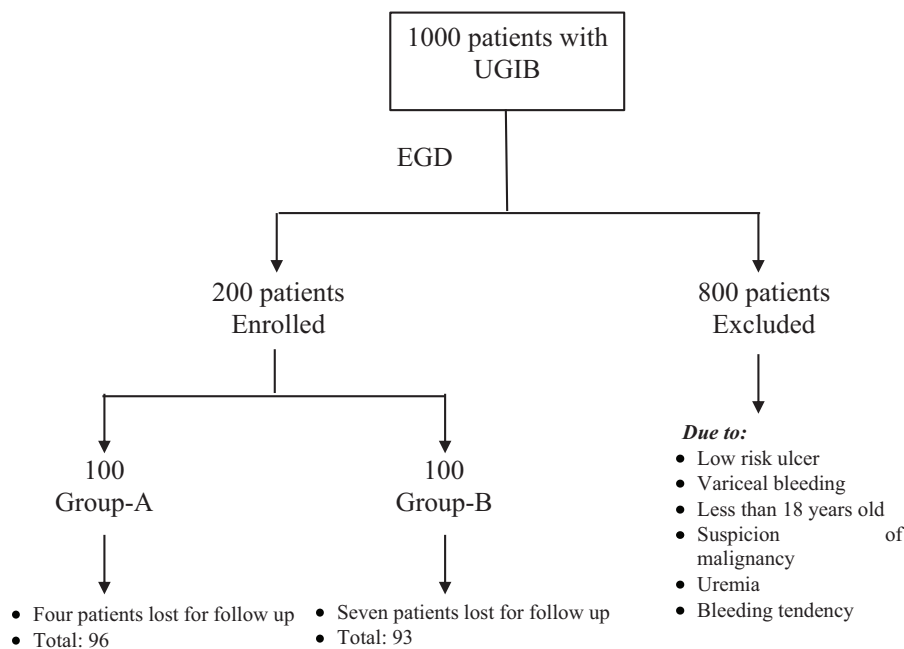 1000 patients with
UGIB
EGD
200 patients
Enrolled
800 patients
Excluded
100
Group-A
100
Group-B
• Four patients lost for follow up
• Total: 96
• Seven patients lost for follow up
• Total: 93
Due to:
• Low risk ulcer
• Variceal bleeding
• Less than 18 years old
• Suspicion of
malignancy
• Uremia
• Bleeding tendency